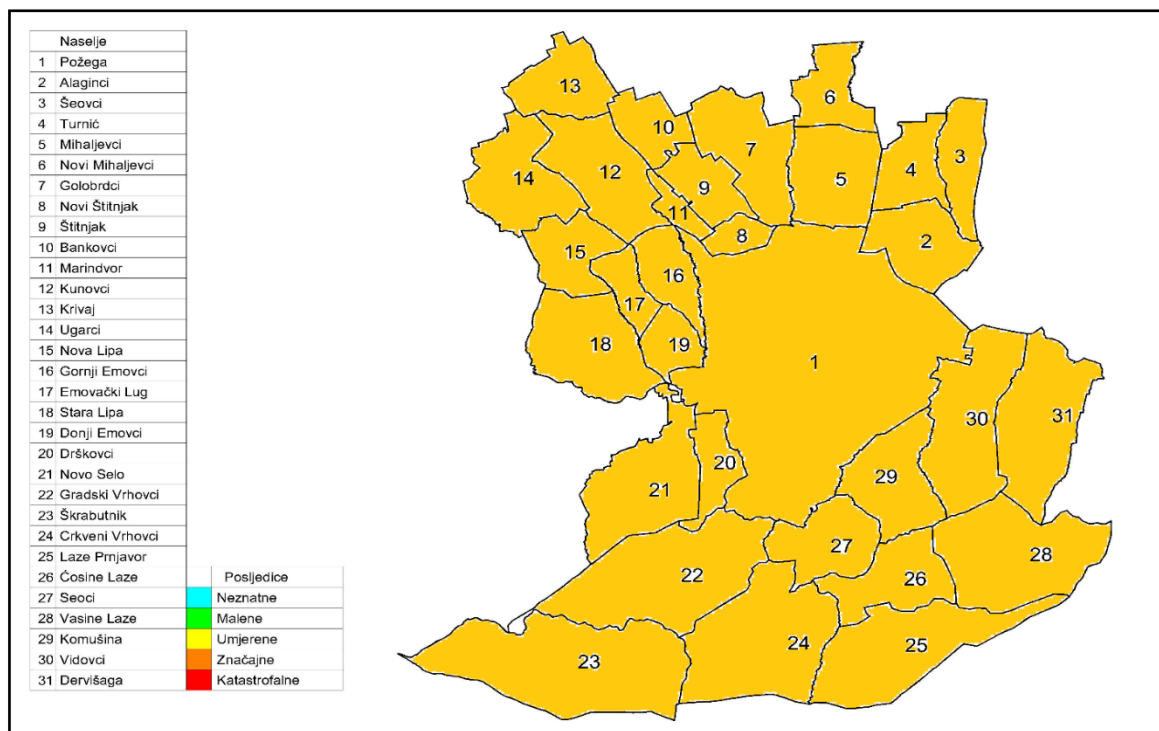 Naselje
1 Požega
2 Alaginci
3 Šeovci
4 Turnić
5 Mihaljevci
6 Novi Mihaljevci
7 Golobrdci
8 Novi Štitnjak
9 Štitnjak
10 Bankovci
11 Marindvor
12 Kunovci
13 Krivaj
14 Ugarci
15 Nova Lipa
16 Gornji Emovci
17 Emovački Lug
18 Stara Lipa
19 Donji Emovci
20 Drškovci
21 Novo Selo
22 Gradski Vrhovci
23 Škrabutnik
24 Crkveni Vrhovci
25 Laze Prnjavor
26 Ćosine Laze
27 Seoci
28 Vasine Laze
29 Komušina
30 Vidovci
31 Dervišaga
Posljedice
Neznatne
Malene
Umjerene
Značajne
Katastrofalne
13
6
10
7
3
12
14
4
5
9
11
8
2
15
16
17
18
19
1
30
31
20
29
21
27
28
22
26
24
25
23